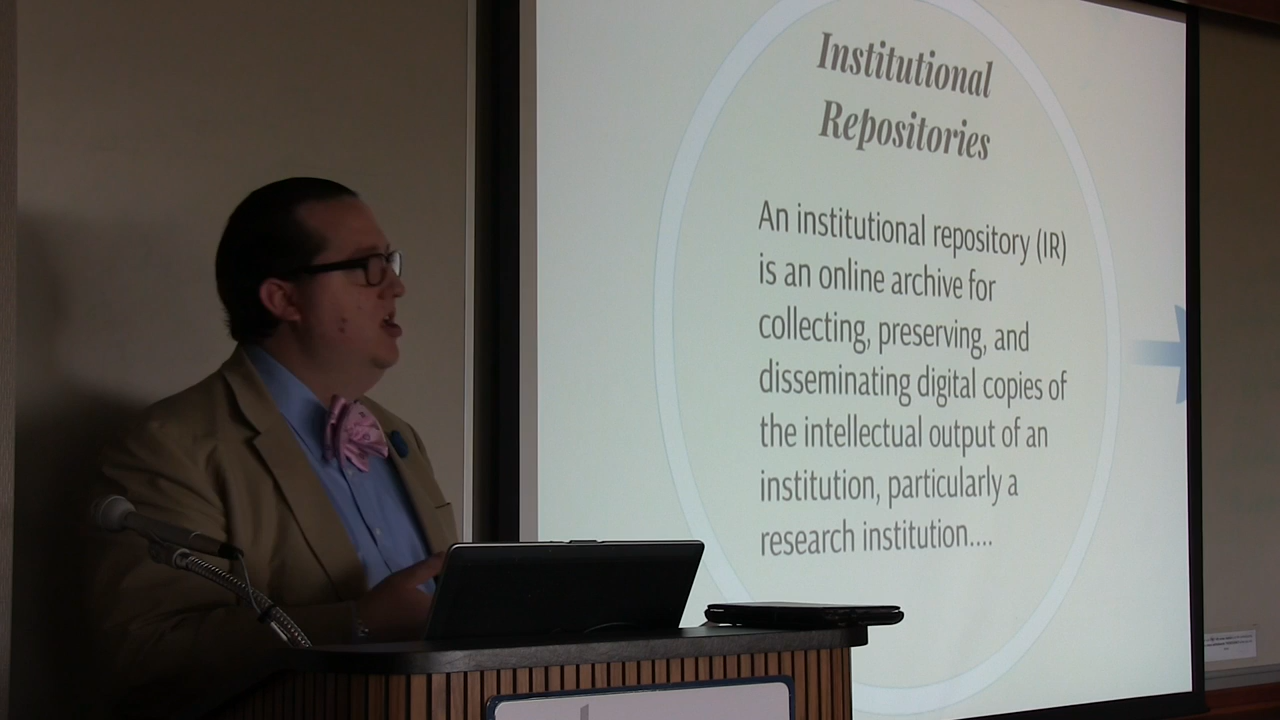 Institutional
Repositories
An institutional repository (IR)
is an online archive for
collecting, preserving, and
disseminating digital copies of
the intellectual output of an
institution, particularly a
research institution....